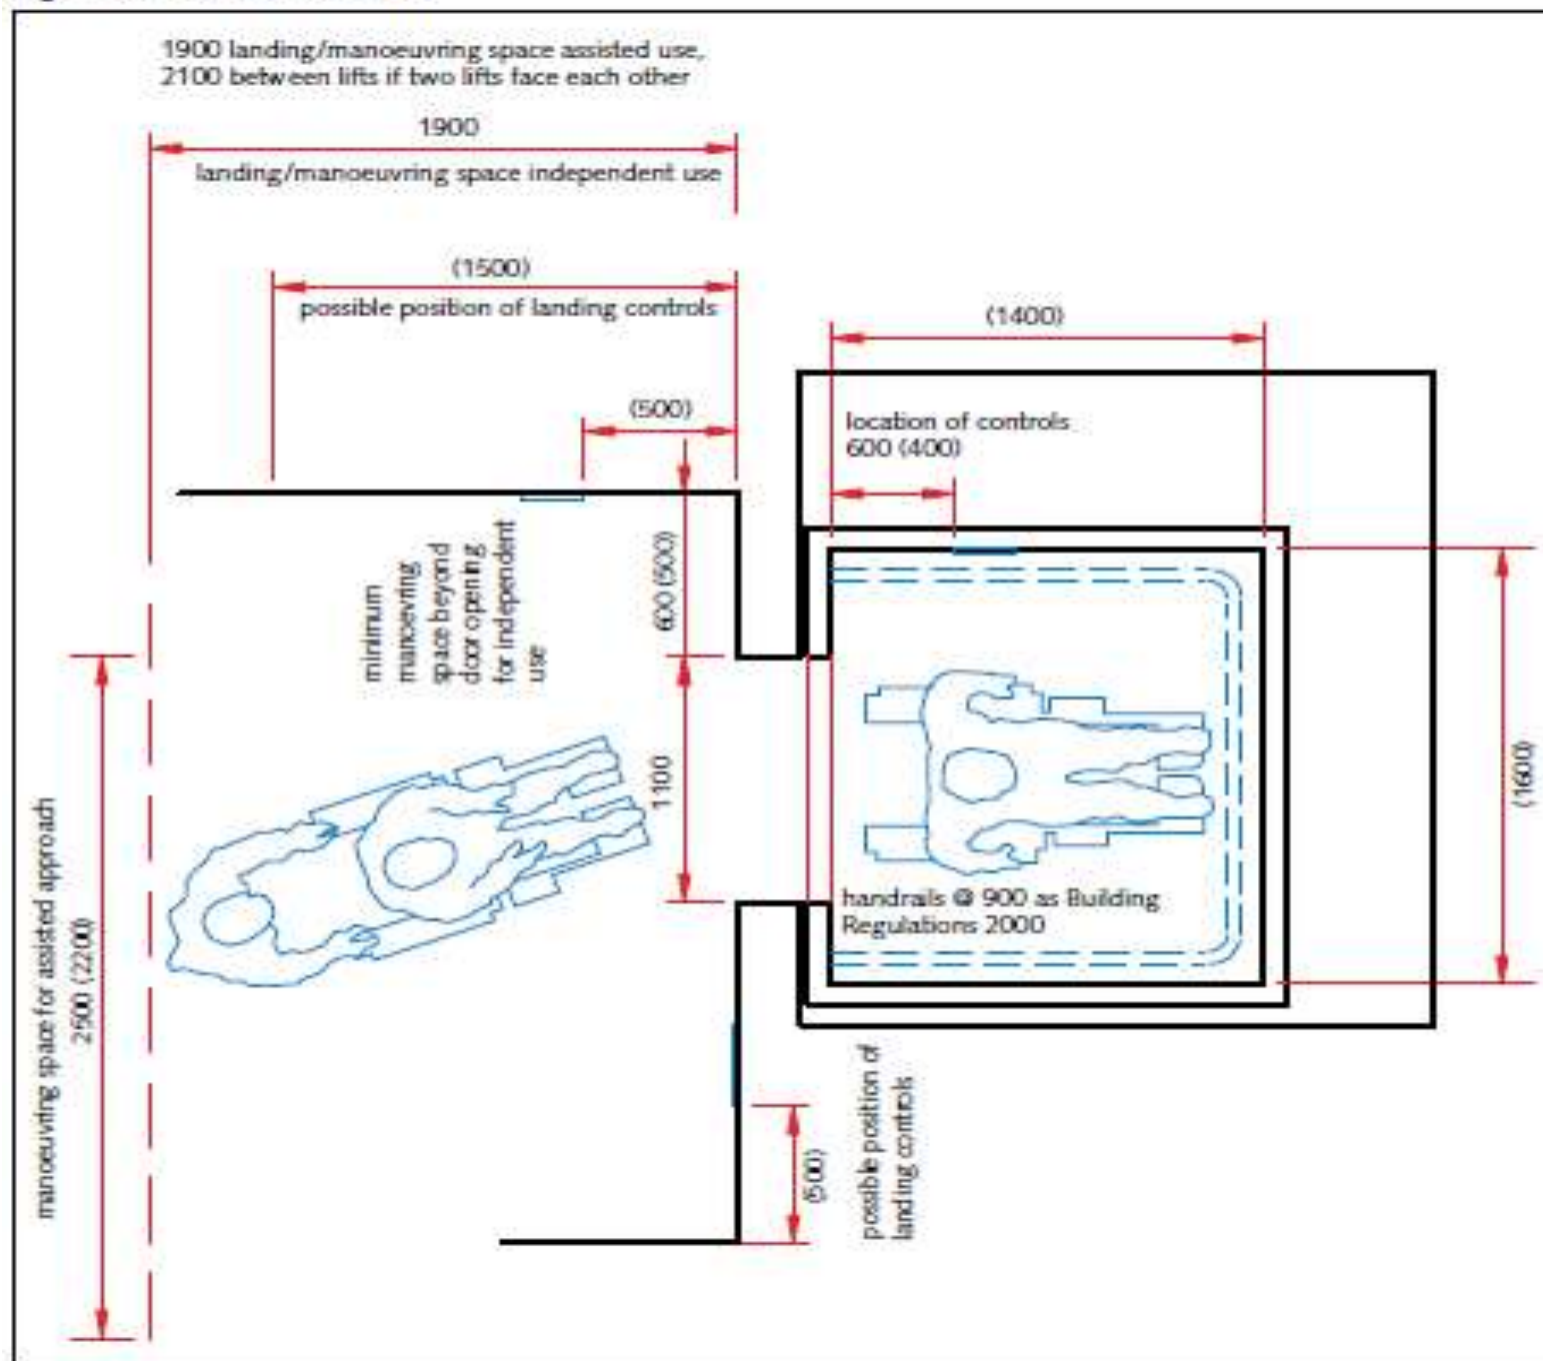 1900 landing/manoeuvring space assisted use,
2100 between lifts if two lifts face each other
1900
landing/manoeuvring space independent use
(1500)
possible position of landing controls
(1400)
(500)
location of controls
600 (400)
minimum
manoevring
space beyond
door opening
for independent
use
600 (500)
1100
(1600)
manoeuvring space for assisted approach
2500 (2200)
handrails @ 900 as Building
Regulations 2000
(500)
possible position of
landing controls